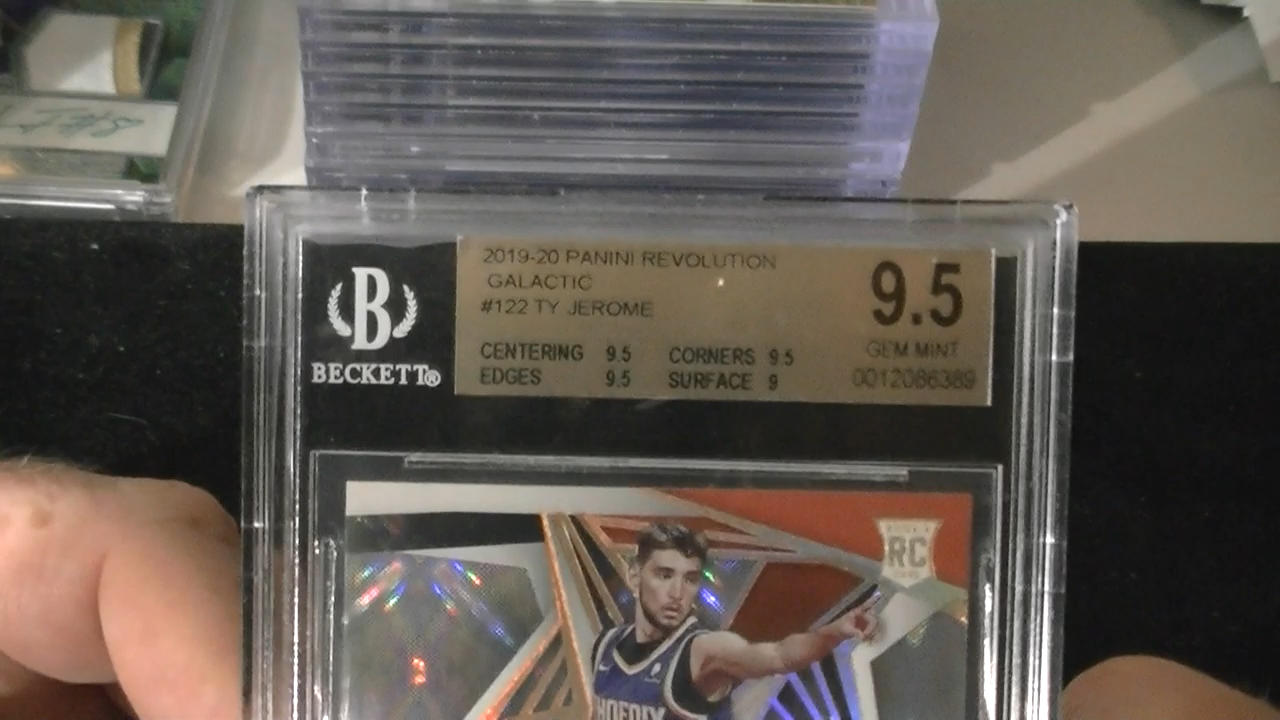 2019-20 PANINI REVOLUTION
GALACTIC
#122 TY JEROME
9.5
GEM MINT
0012086389
CENTERING 9.5 CORNERS 9.5
EDGES 9.5 SURFACE 9
B
BECKETT®
RC
PHOENIX